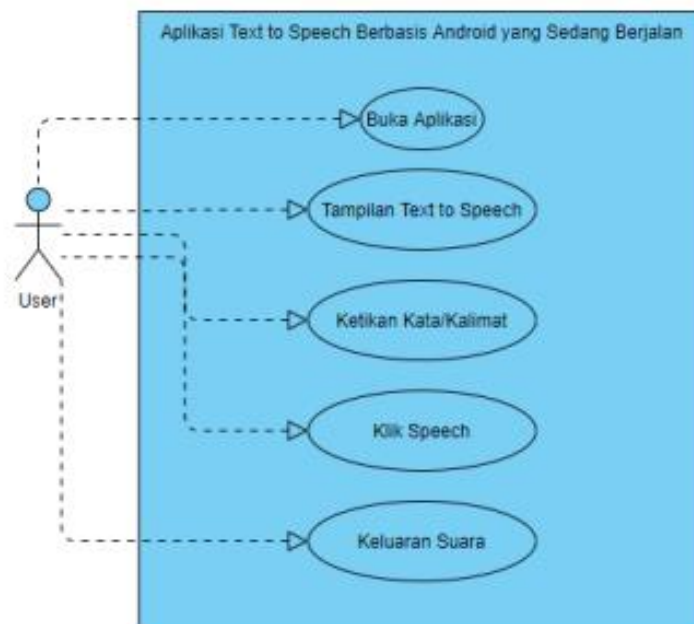 Aplikasi Text to Speech Berbasis Android yang Sedang Berjalan
Buka Aplikasi
Tampilan Text to Speech
User
Ketikan Kata/Kalimat
Klik Speech
Keluaran Suara